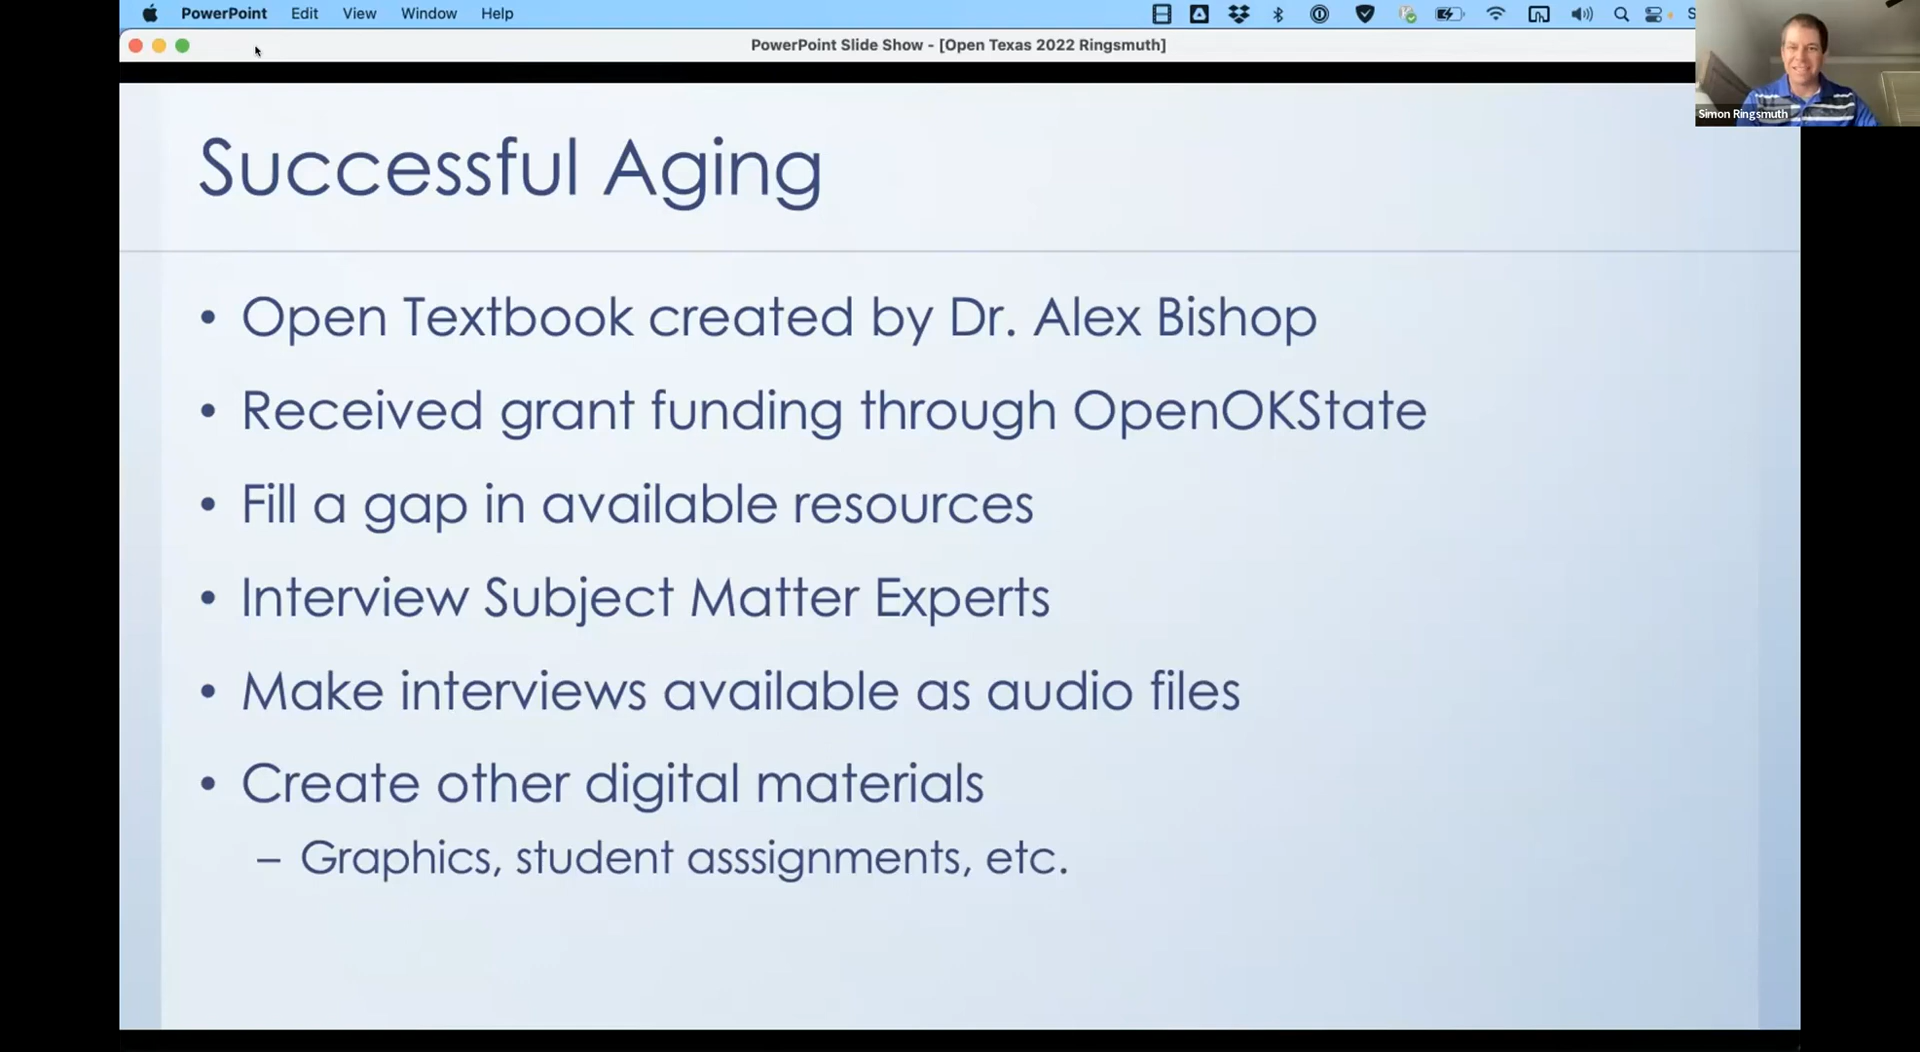 PowerPoint Edit View Window Help S
PowerPoint Slide Show - [Open Texas 2022 Ringsmuth]
Simon Ringsmuth
Successful Aging
• Open Textbook created by Dr. Alex Bishop
• Received grant funding through OpenOKState
• Fill a gap in available resources
• Interview Subject Matter Experts
• Make interviews available as audio files
• Create other digital materials
– Graphics, student asssignments, etc.